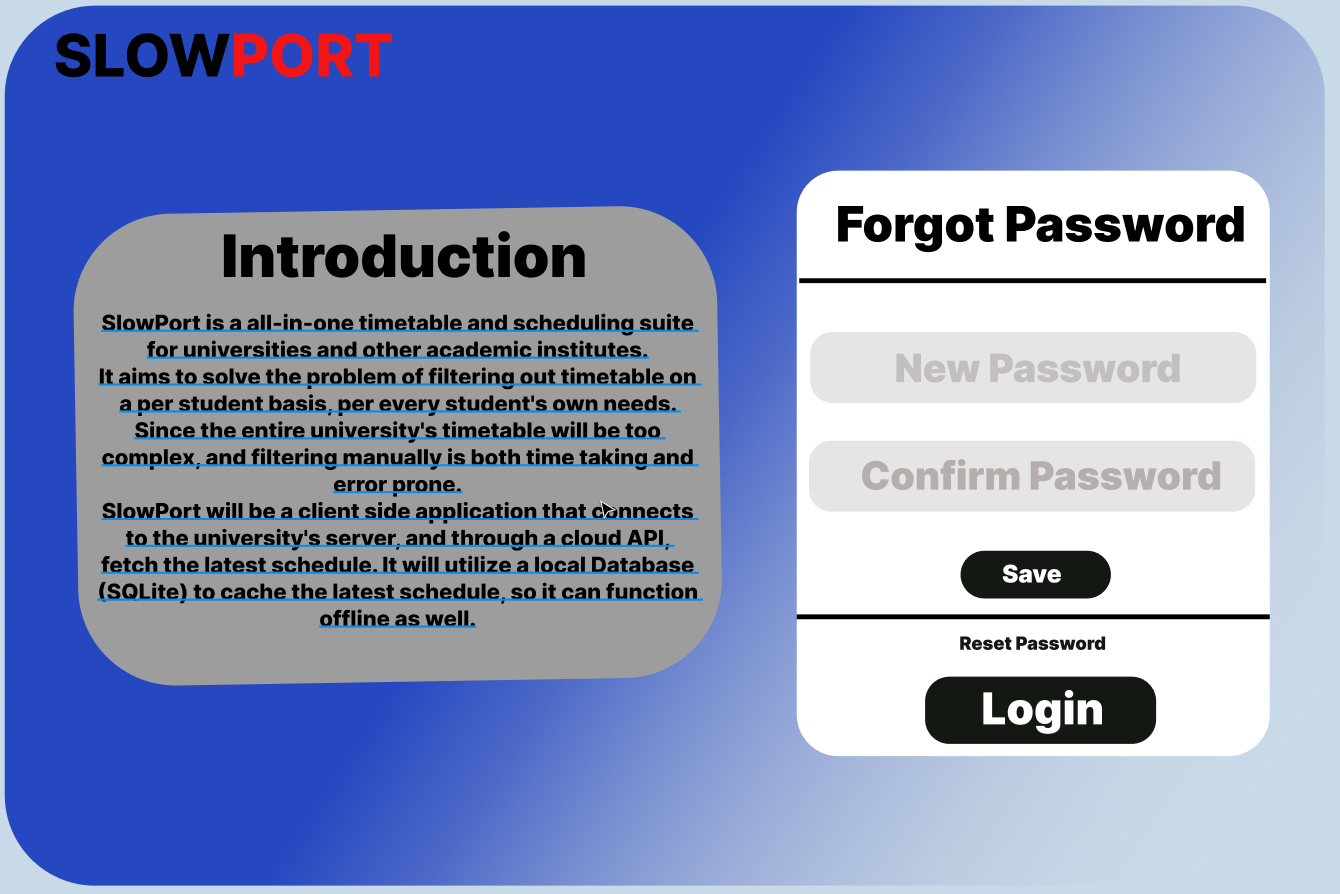 SLOWPORT
Introduction
SlowPort is a all-in-one timetable and scheduling suite
for universities and other academic institutes.
It aims to solve the problem of filtering out timetable on
a per student basis, per every student's own needs.
Since the entire university's timetable will be too
complex, and filtering manually is both time taking and
error prone.
SlowPort will be a client side application that connects
to the university's server, and through a cloud API,
fetch the latest schedule. It will utilize a local Database
(SQLite) to cache the latest schedule, so it can function
offline as well.
Forgot Password
New Password
Confirm Password
Save
Reset Password
Login